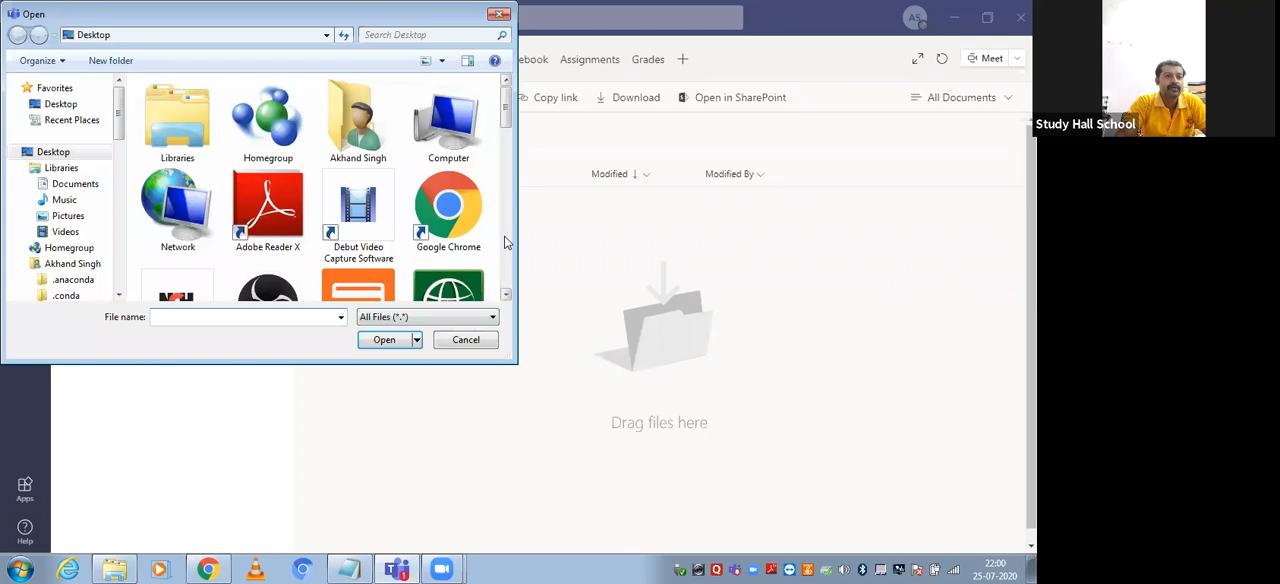 Open
Desktop
Search Desktop
Organize
New folder
Favorites
Desktop
Recent Places
Desktop
Libraries
Documents
Music
Pictures
Videos
Homegroup
Akhand Singh
.anaconda
.conda
Libraries
Homegroup
Akhand Singh
Computer
Network
Adobe Reader X
Debut Video
Capture Software
Google Chrome
File name:
All Files (*.*)
Open
Cancel
AS
ebook
Assignments
Grades
Meet
Copy link
Download
Open in SharePoint
All Documents
Modified
Modified By
Drag files here
Apps
Help
Study Hall School
22:00
25-07-2020